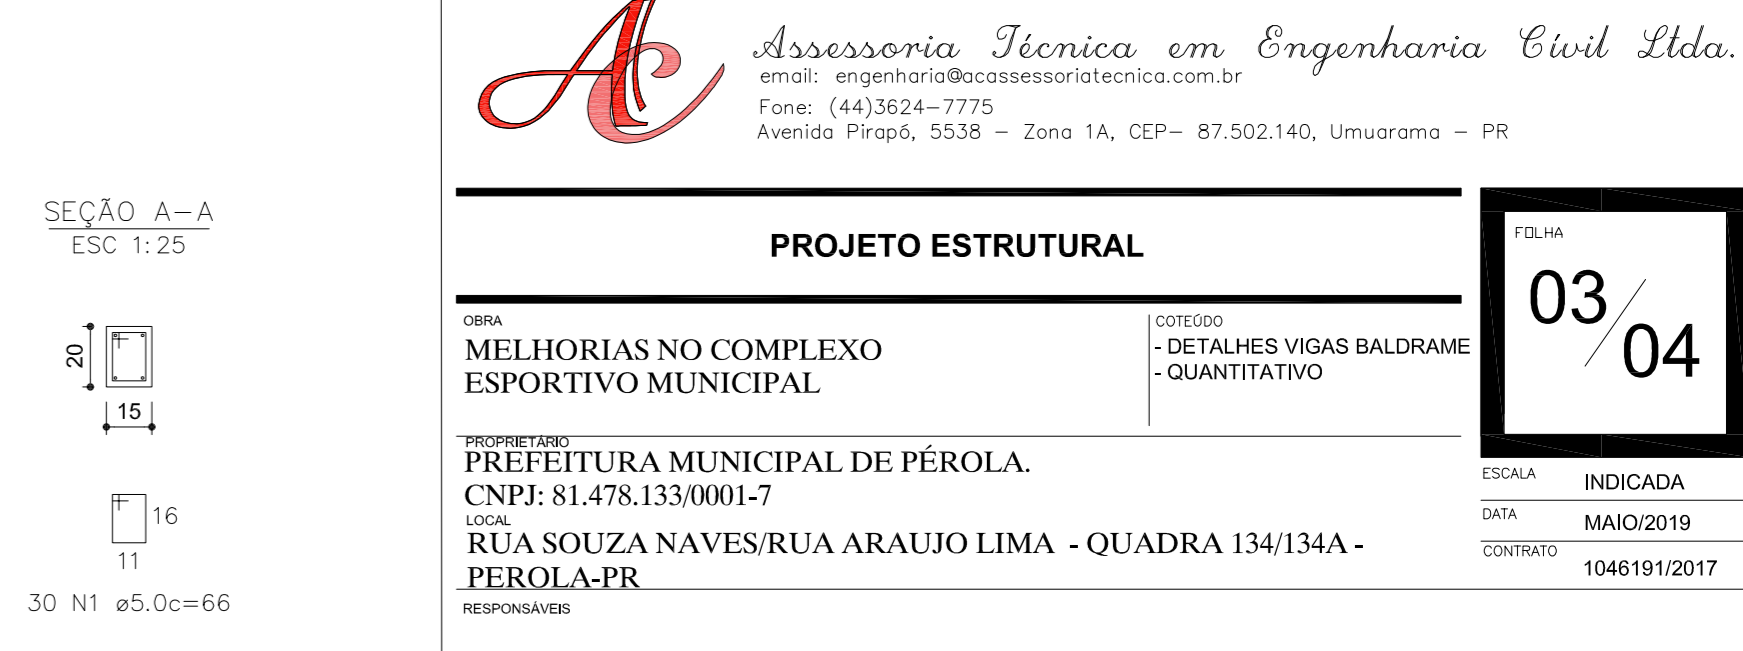 SEÇÃO A-A
ESC 1:25
20
15
16
11
30 N1 ø5.0c=66
AC
Assessoria Técnica em Engenharia Cívil Ltda.
email: engenharia@acassessoriatecnica.com.br
Fone: (44)3624-7775
Avenida Pirapó, 5538 - Zona 1A, CEP- 87.502.140, Umuarama - PR
PROJETO ESTRUTURAL
FOLHA
03/04
OBRA
MELHORIAS NO COMPLEXO
ESPORTIVO MUNICIPAL
COTEÚDO
- DETALHES VIGAS BALDRAME
- QUANTITATIVO
PROPRIETÁRIO
PREFEITURA MUNICIPAL DE PÉROLA.
CNPJ: 81.478.133/0001-7
LOCAL
RUA SOUZA NAVES/RUA ARAUJO LIMA - QUADRA 134/134A -
PEROLA-PR
RESPONSÁVEIS
ESCALA INDICADA
DATA MAIO/2019
CONTRATO 1046191/2017